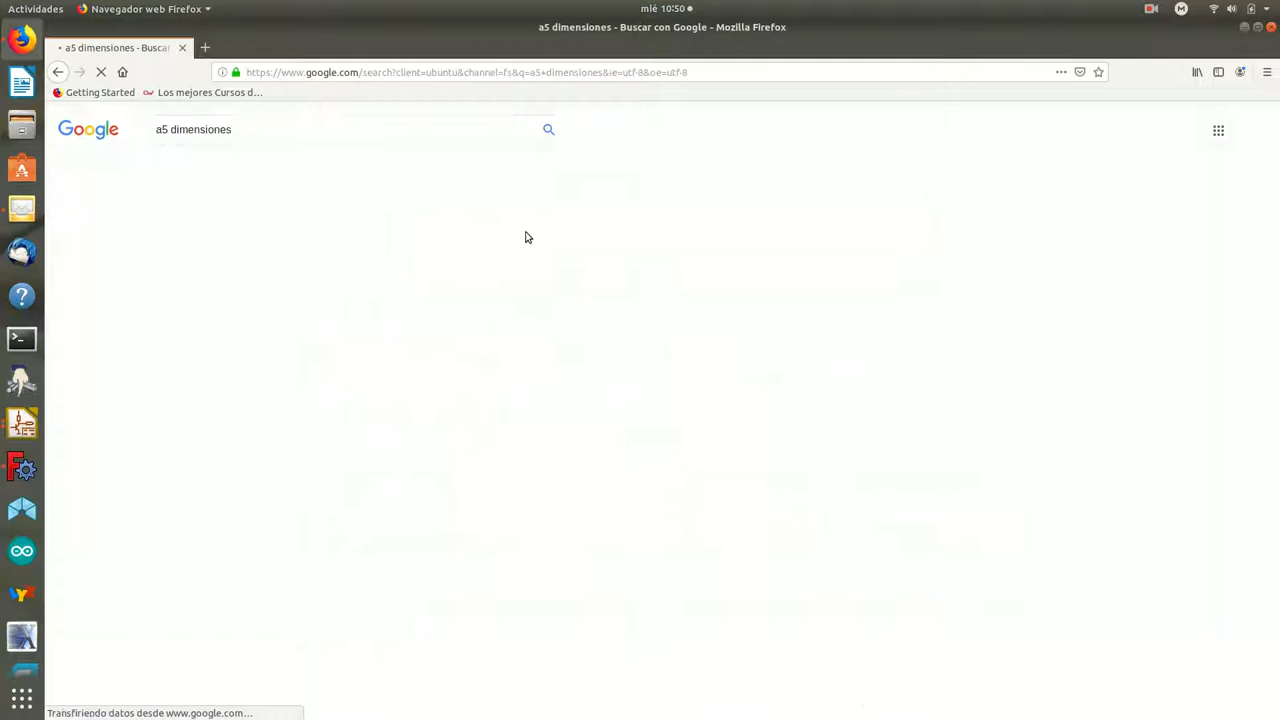 Actividades
Navegador web Firefox
mié 10:50
a5 dimensiones - Buscar con Google - Mozilla Firefox
a5 dimensiones - Buscar
https://www.google.com/search?client=ubuntu&channel=fs&q=a5+dimensiones&ie=utf-8&oe=utf-8
Getting Started
Los mejores Cursos d...
Google
a5 dimensiones
Transfiriendo datos desde www.google.com...